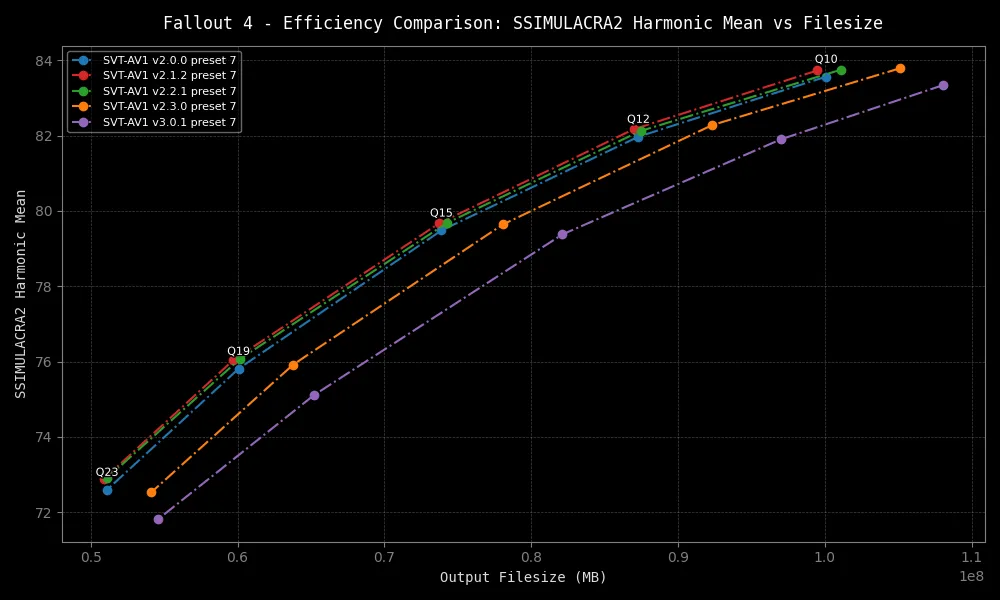 Fallout 4 - Efficiency Comparison: SSIMULACRA2 Harmonic Mean vs Filesize
SVT-AV1 v2.0.0 preset 7
SVT-AV1 v2.1.2 preset 7
SVT-AV1 v2.2.1 preset 7
SVT-AV1 v2.3.0 preset 7
SVT-AV1 v3.0.1 preset 7
Q10
Q12
Q15
Q19
Q23
SSIMULACRA2 Harmonic Mean
84
82
80
78
76
74
72
0.5
0.6
0.7
0.8
0.9
1.0
1.1
1e8
Output Filesize (MB)